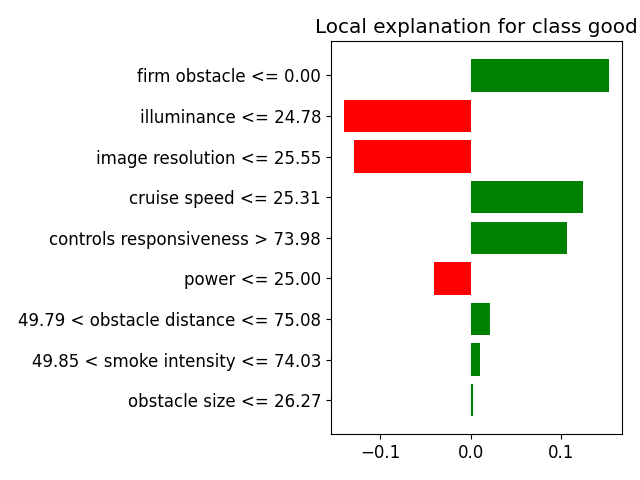 Local explanation for class good
firm obstacle <= 0.00
illuminance <= 24.78
image resolution <= 25.55
cruise speed <= 25.31
controls responsiveness > 73.98
power <= 25.00
49.79 < obstacle distance <= 75.08
49.85 < smoke intensity <= 74.03
obstacle size <= 26.27
−0.1 0.0 0.1